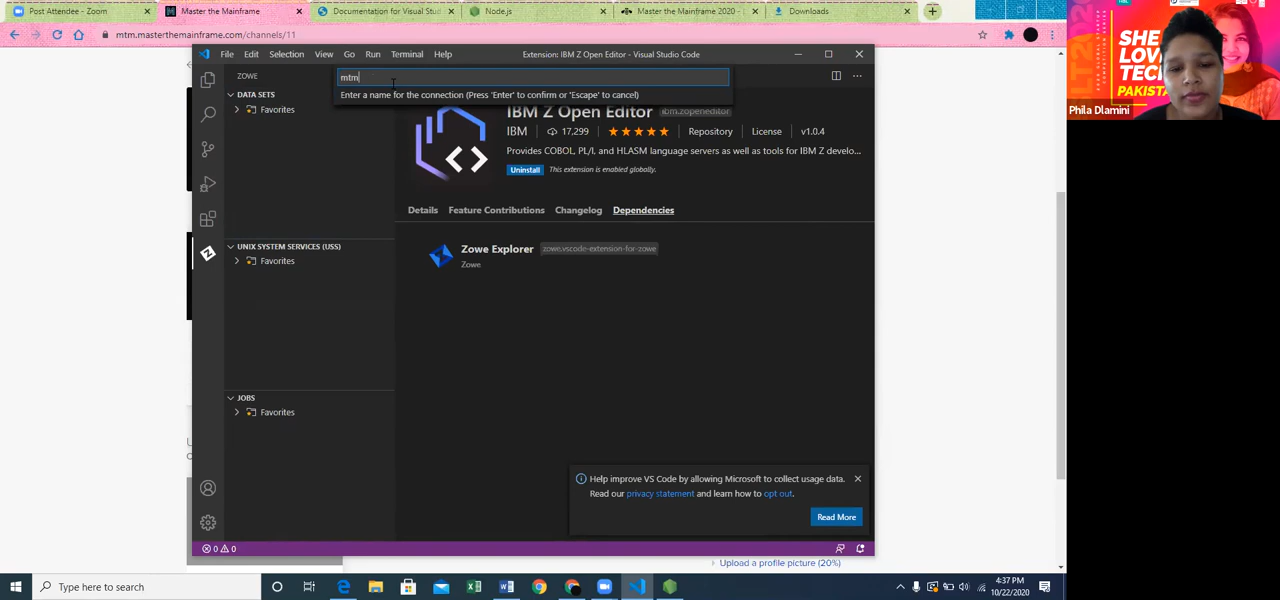 Post Attendee - Zoom
Master the Mainframe
Documentation for Visual Stud
Node.js
Master the Mainframe 2020 -
Downloads
mtm.masterthemainframe.com/channels/11
File Edit Selection View Go Run Terminal Help
Extension: IBM Z Open Editor - Visual Studio Code
ZOWE
mtm
Enter a name for the connection (Press 'Enter' to confirm or 'Escape' to cancel)
DATA SETS
Favorites
IBM Z Open Editor ibm.zopeneditor
IBM 17,299 Repository License v1.0.4
Provides COBOL, PL/I, and HLASM language servers as well as tools for IBM Z develo...
Uninstall This extension is enabled globally.
Details Feature Contributions Changelog Dependencies
UNIX SYSTEM SERVICES (USS)
Favorites
Zowe Explorer zowe.vscode-extension-for-zowe
Zowe
JOBS
Favorites
Help improve VS Code by allowing Microsoft to collect usage data.
Read our privacy statement and learn how to opt out.
Read More
0 0
Upload a profile picture (20%)
Type here to search
4:37 PM
10/22/2020
SHE
LOVE
TECH
PAKISTAN
Phila Dlamini